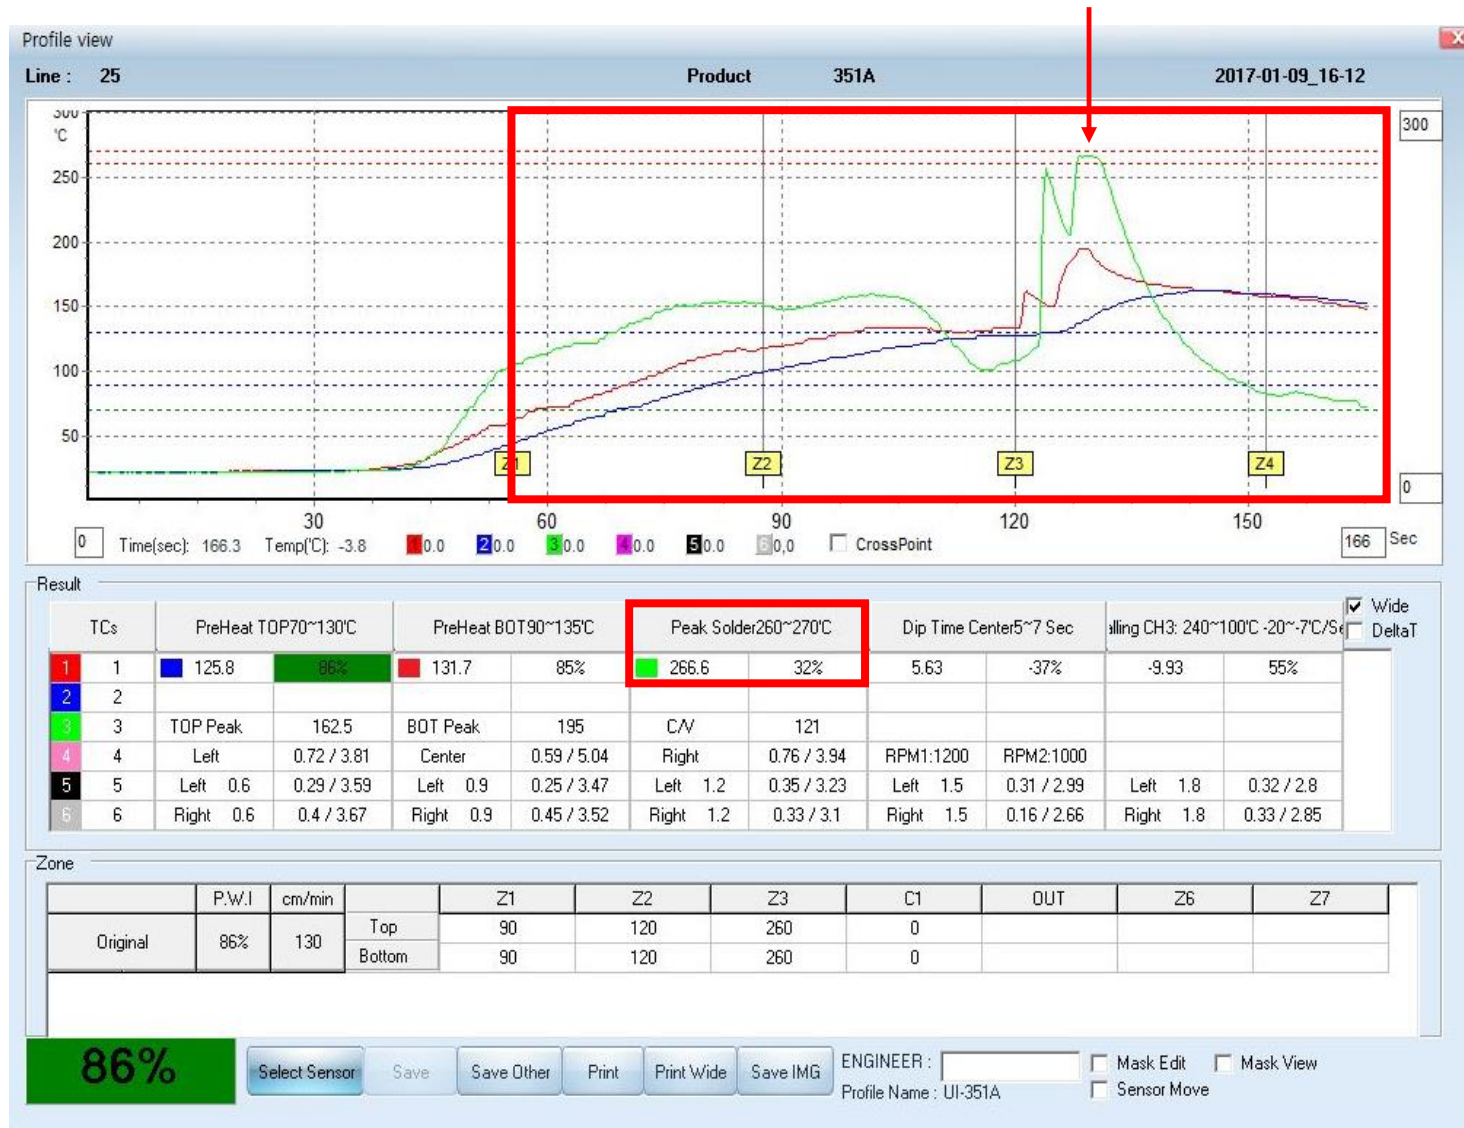 Profile view
Line : 25 Product 351A 2017-01-09_16-12
300
℃
250
200
150
100
50
300
0
Z1 Z2 Z3 Z4
30 60 90 120 150
0 Time(sec): 166.3 Temp(℃): -3.8 1 0.0 2 0.0 3 0.0 4 0.0 5 0.0 6 0,0 CrossPoint 166 Sec
Result
Wide
DeltaT
TCs PreHeat TOP70~130℃ PreHeat BOT90~135℃ Peak Solder260~270℃ Dip Time Center5~7 Sec alling CH3: 240~100℃ -20~-7℃/Se
1 1 125.8 86% 131.7 85% 266.6 32% 5.63 -37% -9.93 55%
2 2
3 3 TOP Peak 162.5 BOT Peak 195 C/V 121
4 4 Left 0.72 / 3.81 Center 0.59 / 5.04 Right 0.76 / 3.94 RPM1:1200 RPM2:1000
5 5 Left 0.6 0.29 / 3.59 Left 0.9 0.25 / 3.47 Left 1.2 0.35 / 3.23 Left 1.5 0.31 / 2.99 Left 1.8 0.32 / 2.8
6 6 Right 0.6 0.4 / 3.67 Right 0.9 0.45 / 3.52 Right 1.2 0.33 / 3.1 Right 1.5 0.16 / 2.66 Right 1.8 0.33 / 2.85
Zone
P.W.I cm/min Z1 Z2 Z3 C1 OUT Z6 Z7
Original 86% 130 Top 90 120 260 0
Bottom 90 120 260 0
86% Select Sensor Save Save Other Print Print Wide Save IMG ENGINEER : Mask Edit Mask View
Profile Name : UI-351A Sensor Move